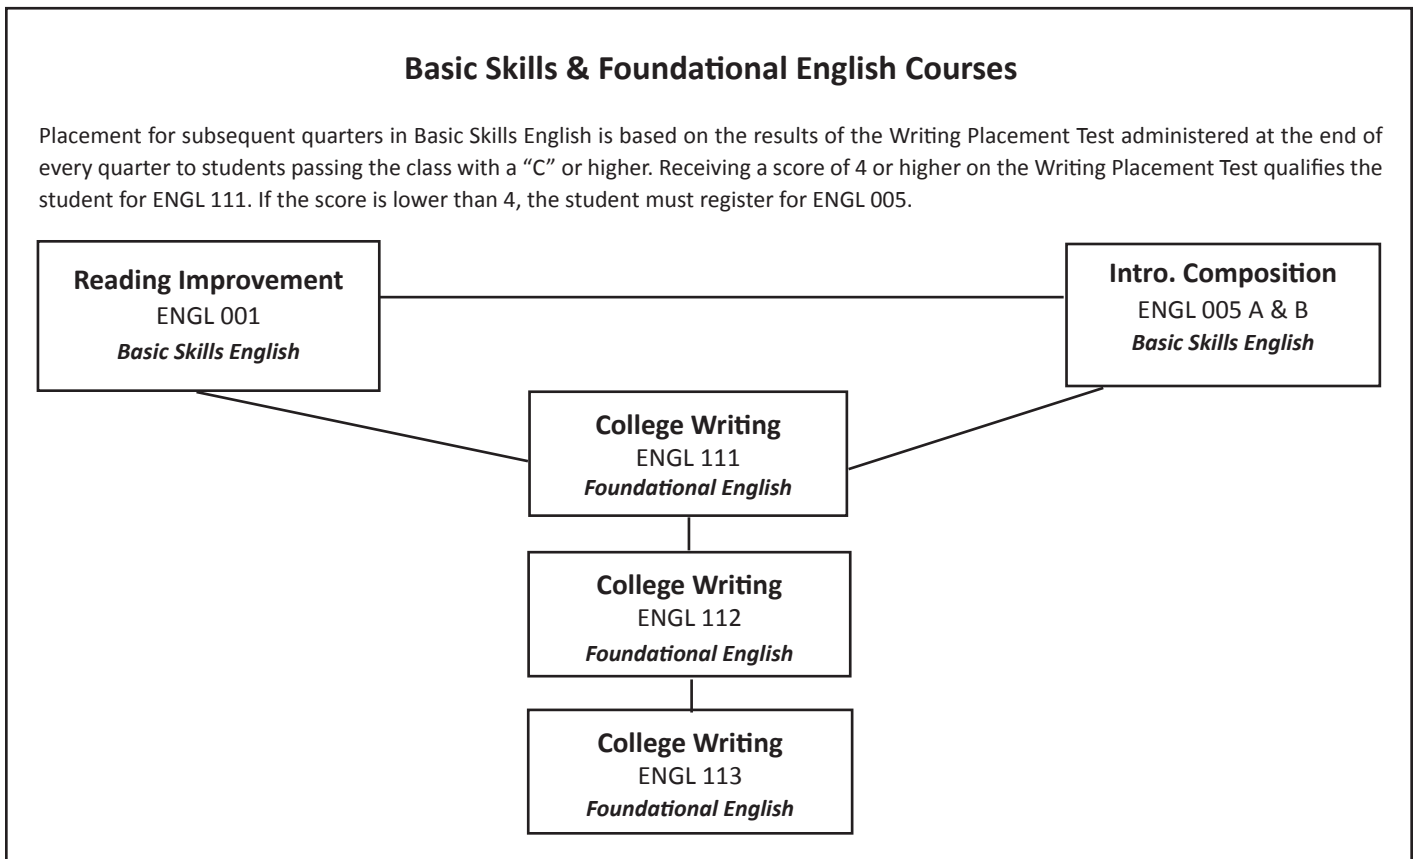 Basic Skills & Foundational English Courses
Placement for subsequent quarters in Basic Skills English is based on the results of the Writing Placement Test administered at the end of
every quarter to students passing the class with a “C” or higher. Receiving a score of 4 or higher on the Writing Placement Test qualifies the
student for ENGL 111. If the score is lower than 4, the student must register for ENGL 005.
Reading Improvement
ENGL 001
Basic Skills English
Intro. Composition
ENGL 005 A & B
Basic Skills English
College Writing
ENGL 111
Foundational English
College Writing
ENGL 112
Foundational English
College Writing
ENGL 113
Foundational English